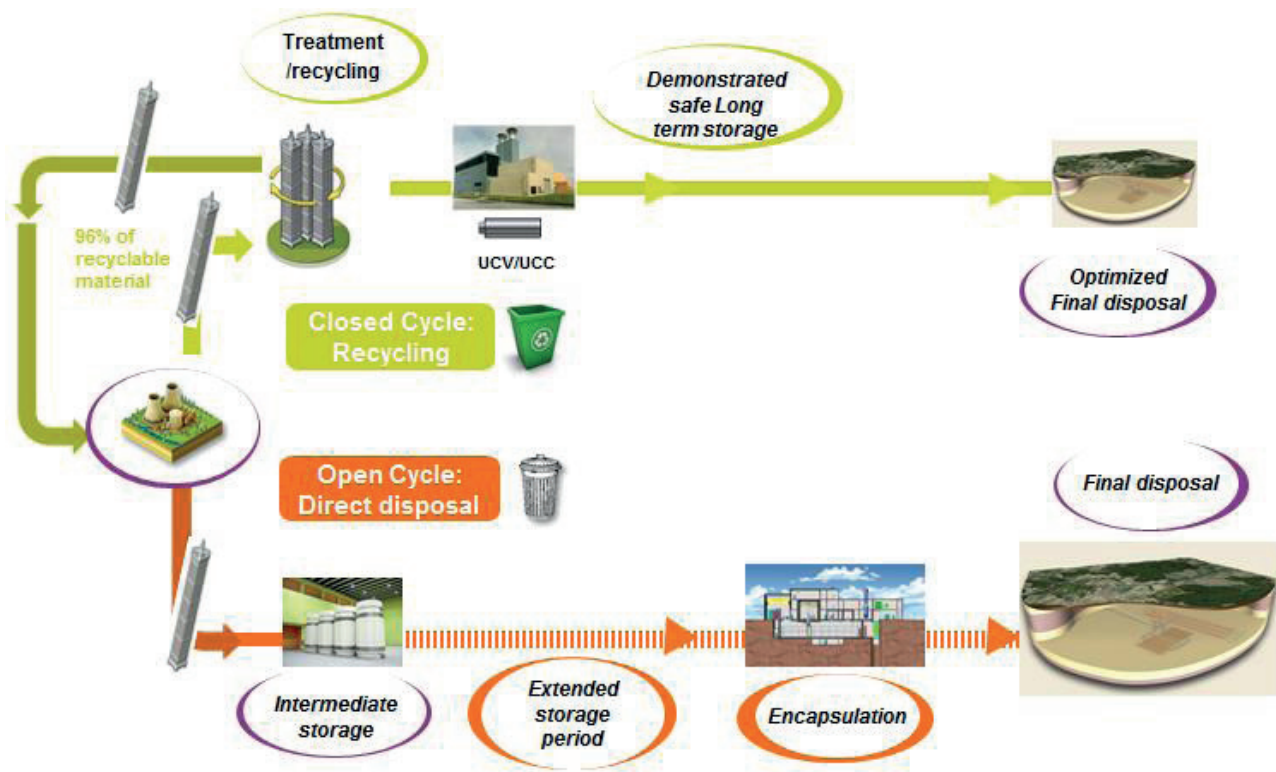 Treatment
/recycling
Demonstrated
safe Long
term storage
96% of
recyclable
material
UCV/UCC
Optimized
Final disposal
Closed Cycle:
Recycling
Open Cycle:
Direct disposal
Final disposal
Intermediate
storage
Extended
storage
period
Encapsulation